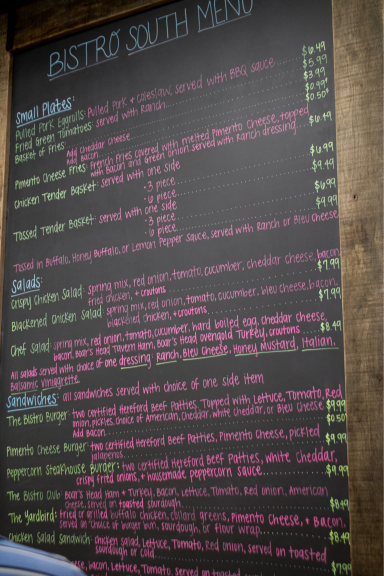 BISTRO SOUTH MENU
Small Plates:
Pulled Pork Eggrolls: Pulled Pork + coleslaw, served with BBQ sauce $6.49
Fried Green Tomatoes: served with Ranch $5.99
Basket of Fries: $3.99
Add Cheddar Cheese $0.99
Add Bacon $0.50
Pimento Cheese Fries: French fries covered with melted Pimento Cheese, topped
with Bacon and Green onion served with Ranch dressing $6.49
Chicken Tender Basket: served with one side
· 3 piece $6.99
· 6 piece $9.49
Tossed Tender Basket: served with one side
· 3 piece $6.99
· 6 piece $9.99
Tossed in Buffalo, Honey Buffalo, or Lemon Pepper Sauce, served with Ranch or Bleu Cheese
Salads:
Crispy Chicken Salad: spring mix, red onion, tomato, cucumber, cheddar cheese, bacon
fried chicken, + croutons $7.99
Blackened Chicken Salad: spring mix, red onion, tomato, cucumber, bleu cheese, bacon,
blackened chicken, + croutons $7.99
Chef Salad: spring mix, red onion, tomato, cucumber, hard boiled egg, cheddar cheese,
bacon, Boar's Head Tavern Ham, Boar's Head Ovengold Turkey, croutons $8.49
All salads served with choice of one dressing: Ranch, Bleu Cheese, Honey Mustard, Italian,
Balsamic Vinaigrette
Sandwiches: all sandwiches served with choice of one side item
The Bistro Burger: two certified Hereford Beef Patties, Topped with Lettuce, Tomato, Red
onion, pickles, choice of American, Cheddar, White Cheddar, or Bleu Cheese $9.99
Add Bacon $0.50
Pimento Cheese Burger: two certified Hereford Beef Patties, Pimento Cheese, pickled
jalapenos $9.99
Peppercorn Steakhouse Burger: two certified Hereford Beef Patties, white cheddar,
crispy fried onions, + housemade peppercorn sauce $9.99
The Bistro Club: Boar's Head Ham + Turkey, Bacon, Lettuce, Tomato, Red onion, American
Cheese, served on toasted sourdough $8.49
The Yardbird: fried or grilled buffalo chicken, collard greens, Pimento Cheese, + Bacon,
served on choice of burger bun, sourdough, or flour wrap $8.49
Chicken Salad Sandwich: chicken salad, Lettuce, Tomato, Red onion, served on toasted
sourdough or cold $7.99
bacon, Lettuce, Tomato, served on toasted